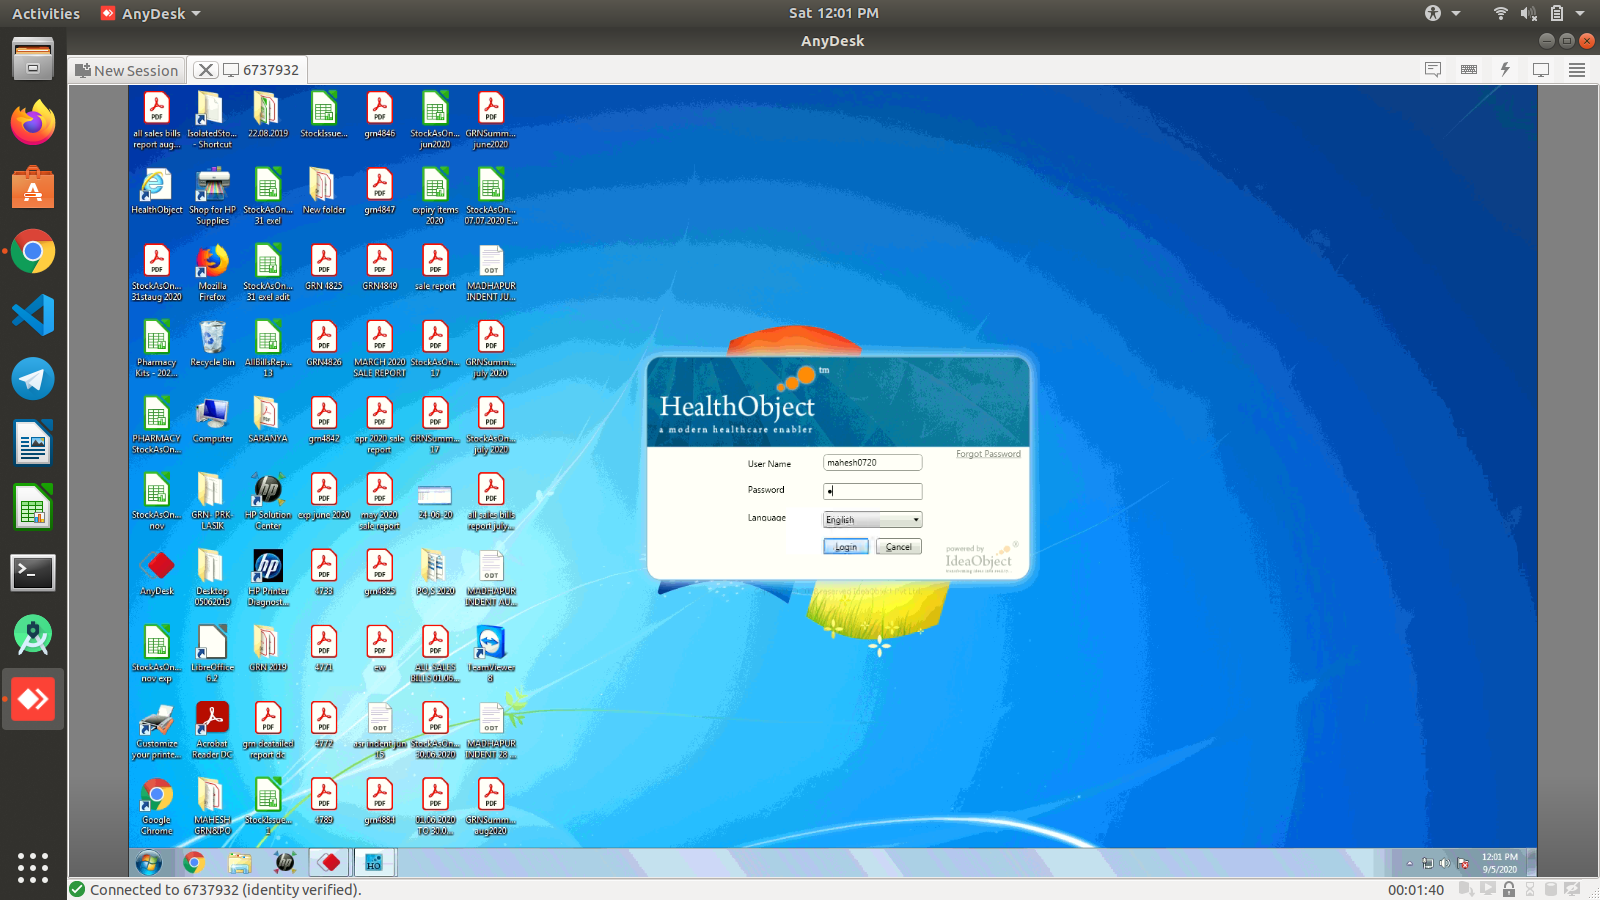 Activities
AnyDesk
Sat 12:01 PM
AnyDesk
New Session
6737932
all sales bills report aug...
IsolatedSto... - Shortcut
22.08.2019
StockIssue...
grn4846
StockAsOn... jun2020
GRNSumm... june2020
HealthObject
Shop for HP Supplies
StockAsOn... 31 exel
New folder
grn4847
expiry items 2020
StockAsOn... 07.07.2020 E...
StockAsOn... 31staug 2020
Mozilla Firefox
StockAsOn... 31 exel adit
GRN 4825
GRN4849
sale report
MADHAPUR INDENT JU...
Pharmacy Kits - 202...
Recycle Bin
AllBillsRep... 13
GRN4826
MARCH 2020 SALE REPORT
StockAsOn... 17
GRNSumm... july 2020
PHARMACY StockAsOn...
Computer
SARANYA
grn4842
apr 2020 sale report
GRNSumm... 17
StockAsOn... july 2020
StockAsOn... nov
GRN- PRK- LASIK
HP Solution Center
exp june 2020
may 2020 sale report
24-06-20
all sales bills report july...
AnyDesk
Desktop 05062019
HP Printer Diagnost...
4733
grn4825
PO,S 2020
MADHAPUR INDENT AU...
StockAsOn... nov exp
LibreOffice 6.2
GRN 2019
4771
ew
ALL SALES BILLS 01.06...
TeamViewer 8
Customize your printe...
Acrobat Reader DC
grn deatailed report dc
4772
asr indent jun 15
StockAsOn... 30.06.2020
MADHAPUR INDENT 28 ...
Google Chrome
MAHESH GRN&PO
StockIssue...
4789
grn4884
01.06.2020 TO 30.0...
GRNSumm... aug2020
HealthObject tm
a modern healthcare enabler
Forgot Password
User Name
mahesh0720
Password
Language
English
Login
Cancel
powered by
IdeaObject
12:01 PM
9/5/2020
Connected to 6737932 (identity verified).
00:01:40